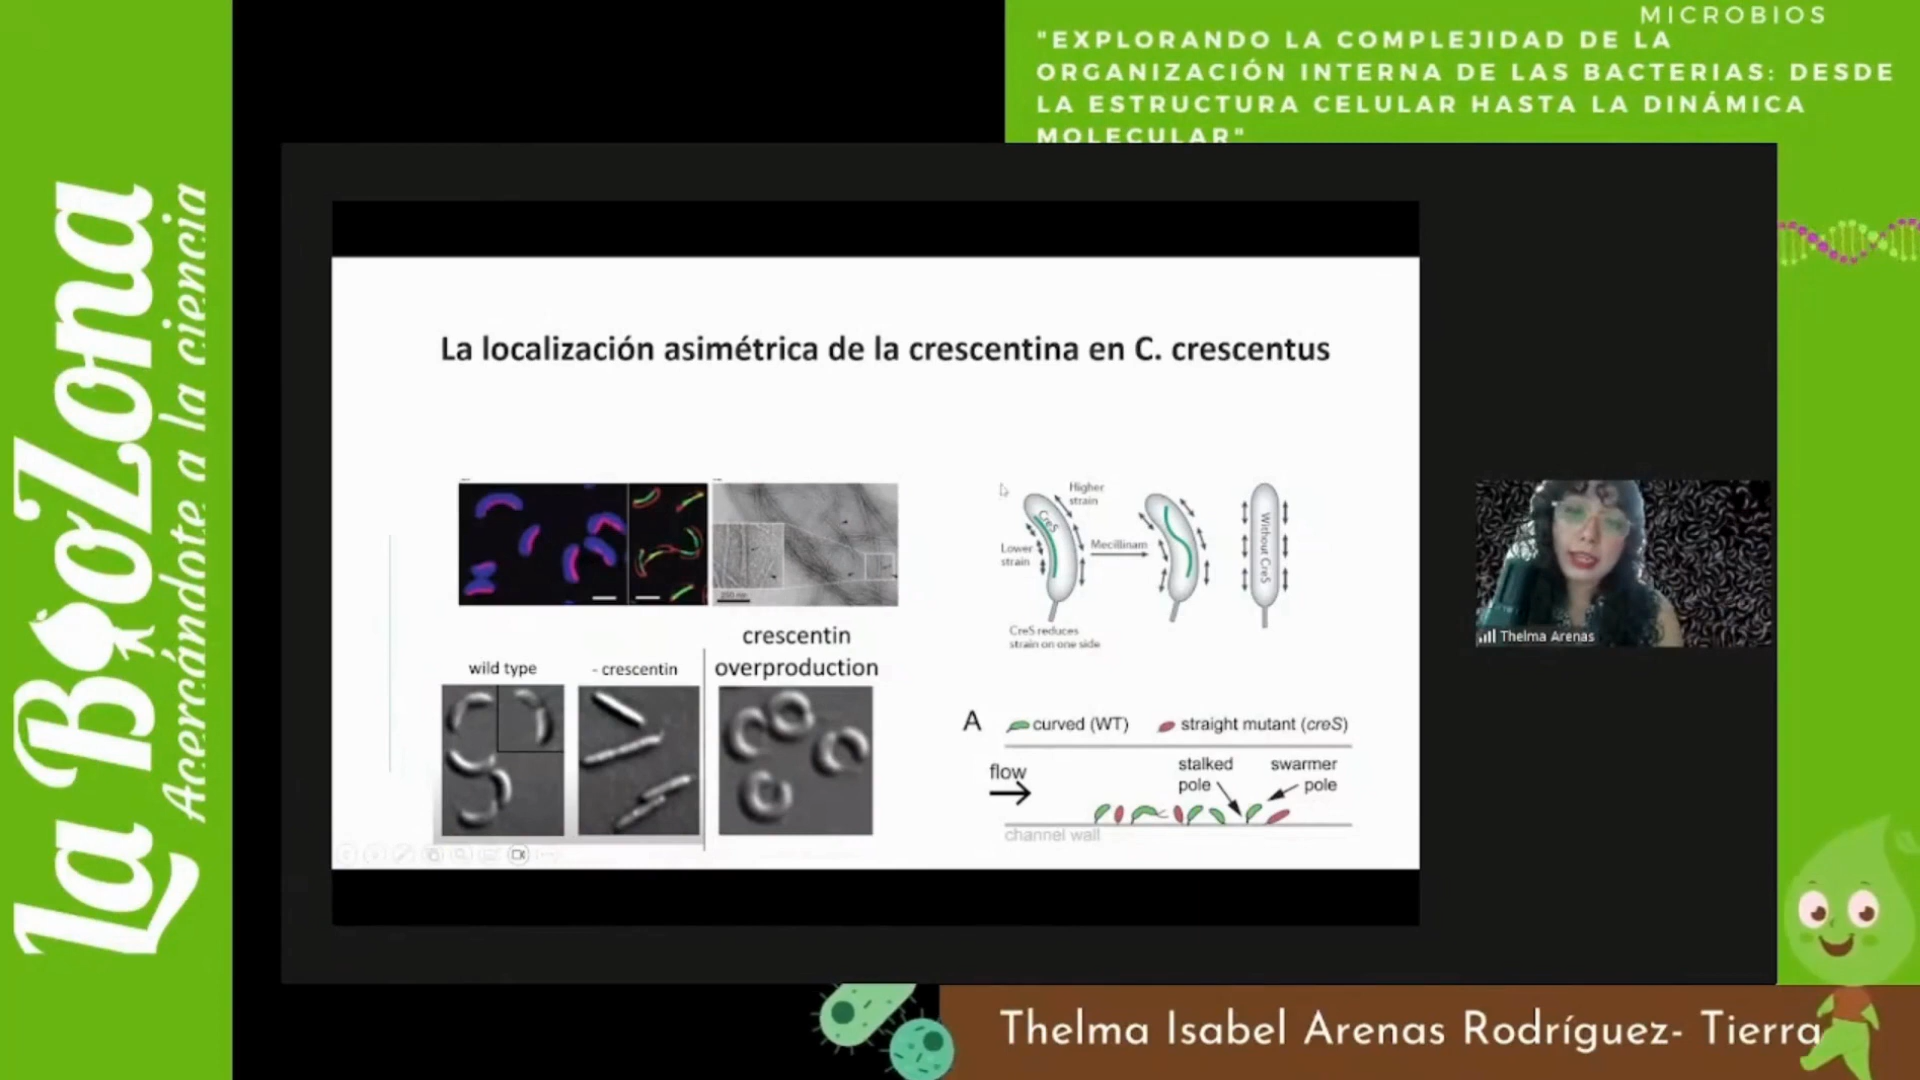 MICROBIOS
"EXPLORANDO LA COMPLEJIDAD DE LA
ORGANIZACIÓN INTERNA DE LAS BACTERIAS: DESDE
LA ESTRUCTURA CELULAR HASTA LA DINÁMICA
MOLECULAR"
La BioZona
Acercándote a la ciencia
La localización asimétrica de la crescentina en C. crescentus
200 nm
Higher
strain
CreS
Lower
strain
Mecillinam
Without CreS
CreS reduces
strain on one side
crescentin
overproduction
wild type
- crescentin
A
curved (WT)
straight mutant (creS)
flow
stalked
pole
swarmer
pole
channel wall
Thelma Arenas
Thelma Isabel Arenas Rodríguez- Tierra